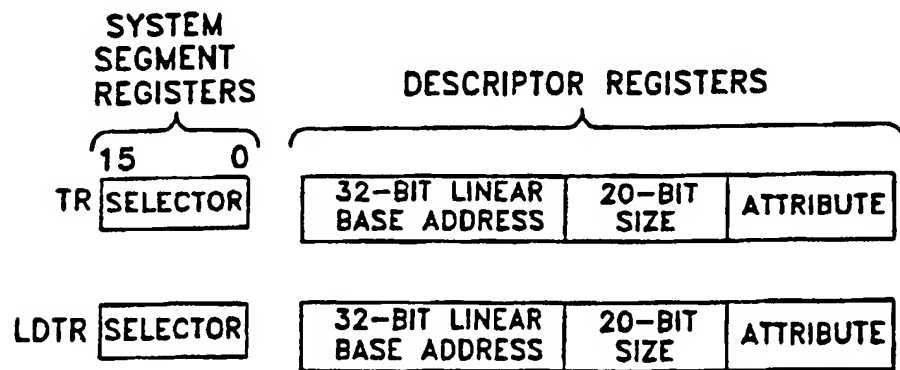 SYSTEM
SEGMENT
REGISTERS
DESCRIPTOR REGISTERS
15 0
TR SELECTOR
32-BIT LINEAR
BASE ADDRESS
20-BIT
SIZE
ATTRIBUTE
LDTR SELECTOR
32-BIT LINEAR
BASE ADDRESS
20-BIT
SIZE
ATTRIBUTE